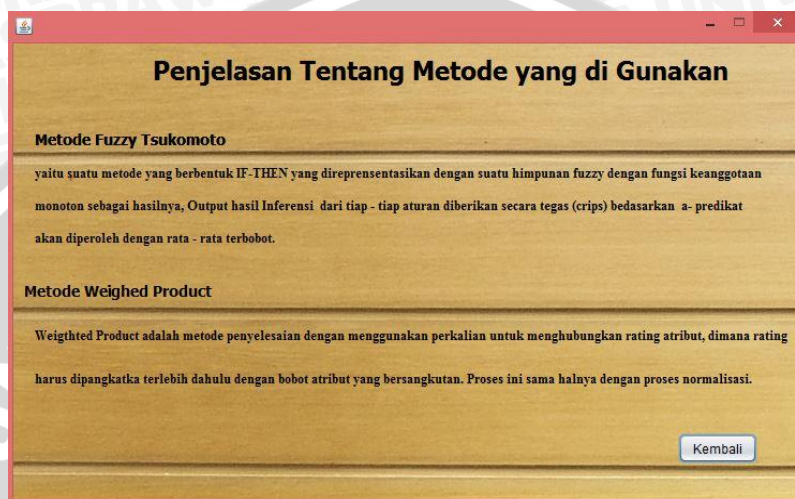 Penjelasan Tentang Metode yang di Gunakan
Metode Fuzzy Tsukomoto
yaitu suatu metode yang berbentuk IF-THEN yang direprensentasikan dengan suatu himpunan fuzzy dengan fungsi keanggotaan
monoton sebagai hasilnya, Output hasil Inferensi dari tiap - tiap aturan diberikan secara tegas (crips) bedasarkan a- predikat
akan diperoleh dengan rata - rata terbobot.
Metode Weighed Product
Weigthted Product adalah metode penyelesaian dengan menggunakan perkalian untuk menghubungkan rating atribut, dimana rating
harus dipangkatka terlebih dahulu dengan bobot atribut yang bersangkutan. Proses ini sama halnya dengan proses normalisasi.
Kembali